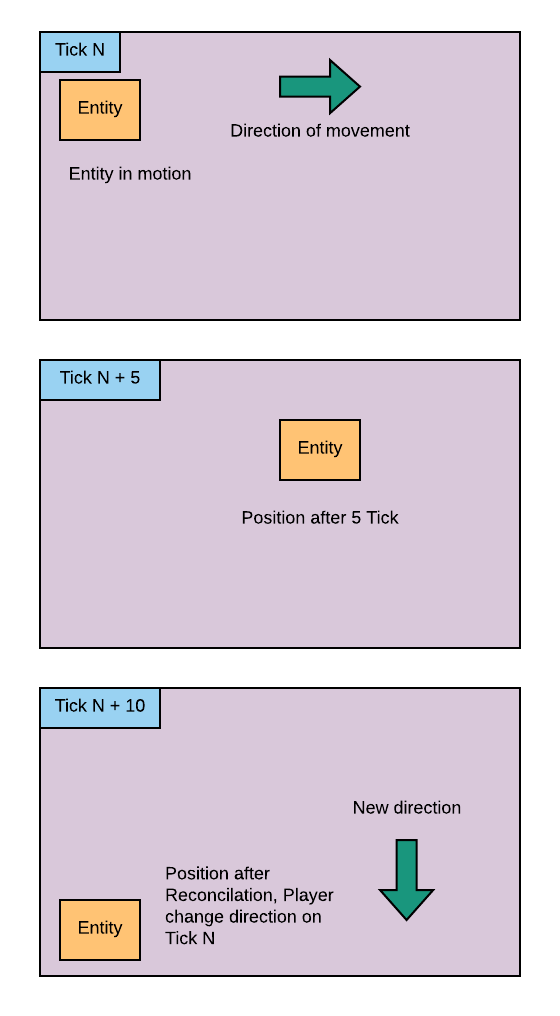 Tick N
Entity
Direction of movement
Entity in motion
Tick N + 5
Entity
Position after 5 Tick
Tick N + 10
New direction
Position after
Reconcilation, Player
change direction on
Tick N
Entity